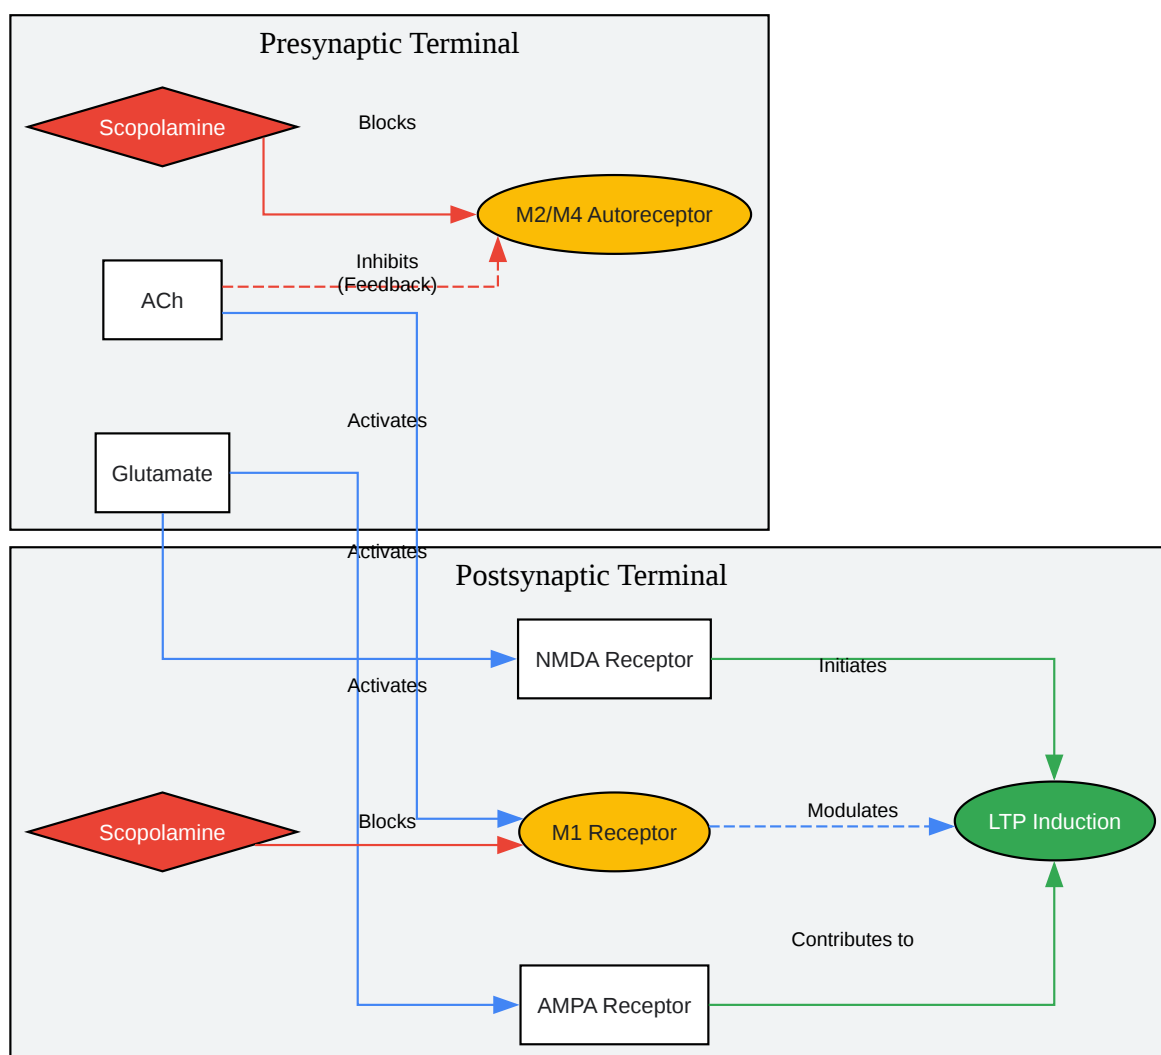 Presynaptic Terminal
Scopolamine
Blocks
M2/M4 Autoreceptor
Inhibits
(Feedback)
ACh
Activates
Glutamate
Activates
Postsynaptic Terminal
NMDA Receptor
Initiates
Activates
Scopolamine
Blocks
M1 Receptor
Modulates
LTP Induction
Contributes to
AMPA Receptor